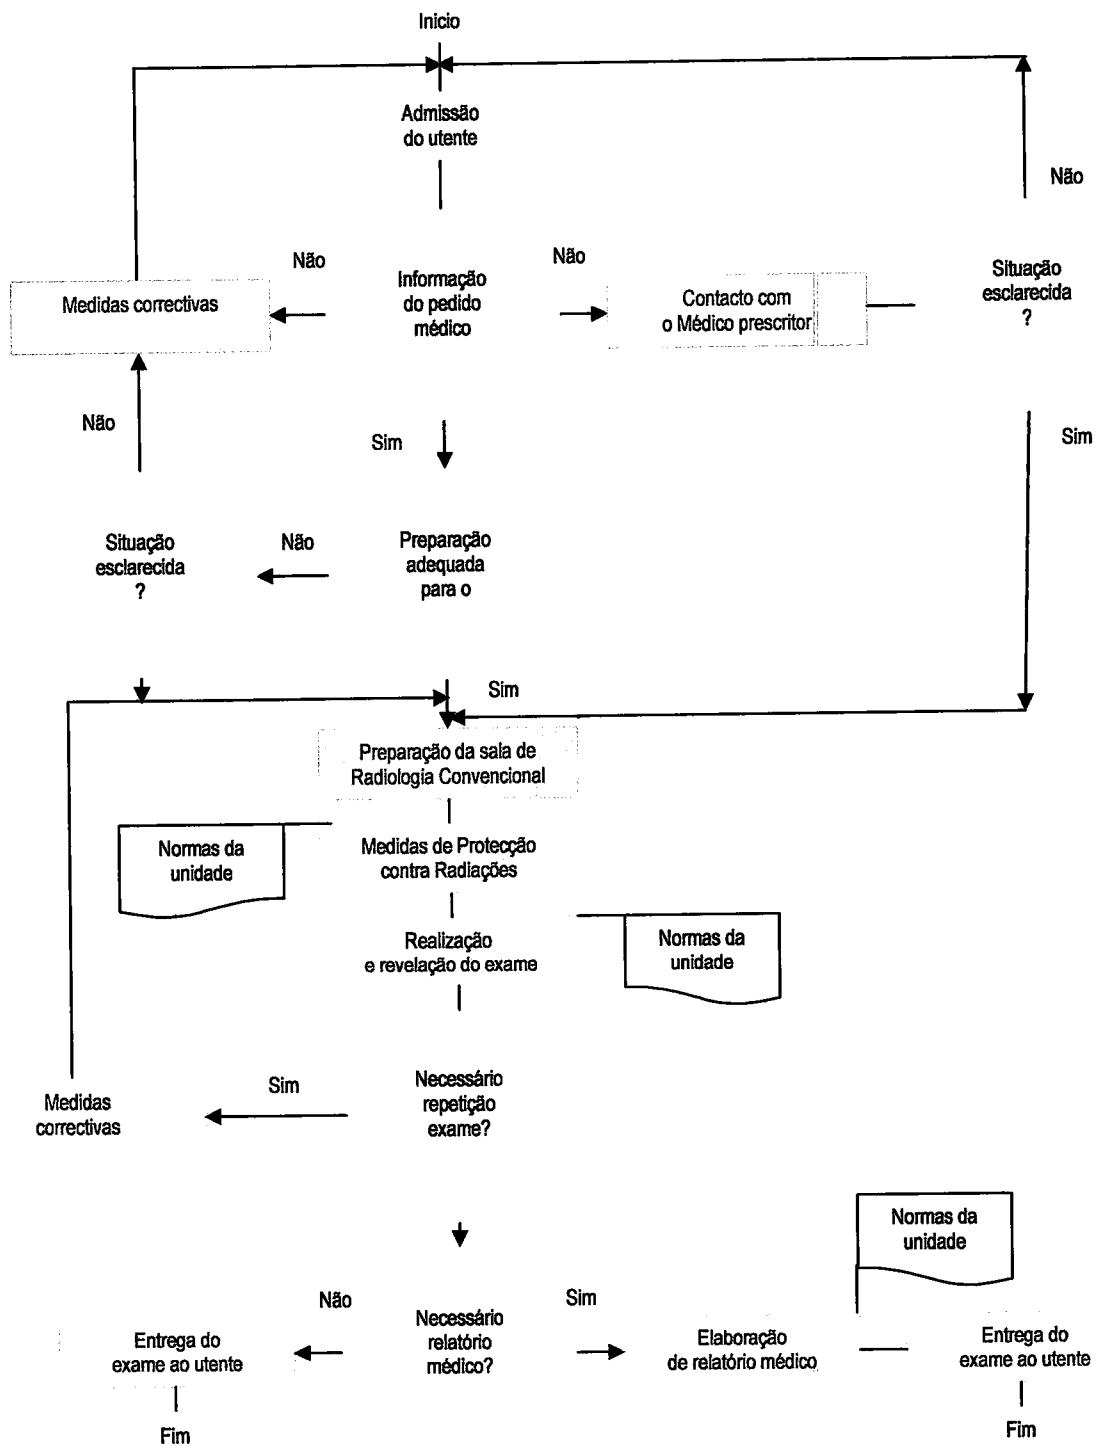 Inicio
Admissão
do utente
Não
Não
Informação
do pedido
médico
Não
Medidas correctivas
Contacto com
o Médico prescritor
Situação
esclarecida
?
Não
Sim
Sim
Situação
esclarecida
?
Não
Preparação
adequada
para o
Sim
Preparação da sala de
Radiologia Convencional
Normas da
unidade
Medidas de Protecção
contra Radiações
Realização
e revelação do exame
Normas da
unidade
Medidas
correctivas
Sim
Necessário
repetição
exame?
Normas da
unidade
Não
Necessário
relatório
médico?
Sim
Entrega do
exame ao utente
Elaboração
de relatório médico
Entrega do
exame ao utente
Fim
Fim